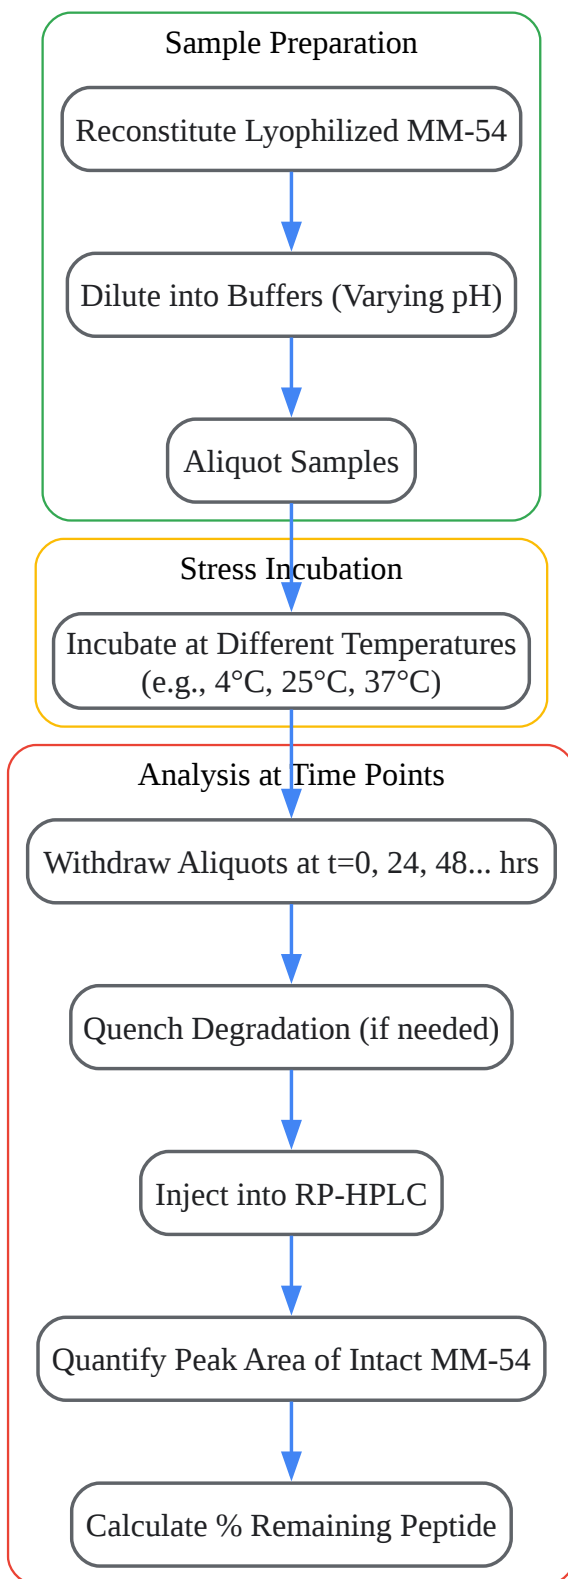 Sample Preparation
Reconstitute Lyophilized MM-54
Dilute into Buffers (Varying pH)
Aliquot Samples
Stress Incubation
Incubate at Different Temperatures
(e.g., 4°C, 25°C, 37°C)
Analysis at Time Points
Withdraw Aliquots at t=0, 24, 48... hrs
Quench Degradation (if needed)
Inject into RP-HPLC
Quantify Peak Area of Intact MM-54
Calculate % Remaining Peptide